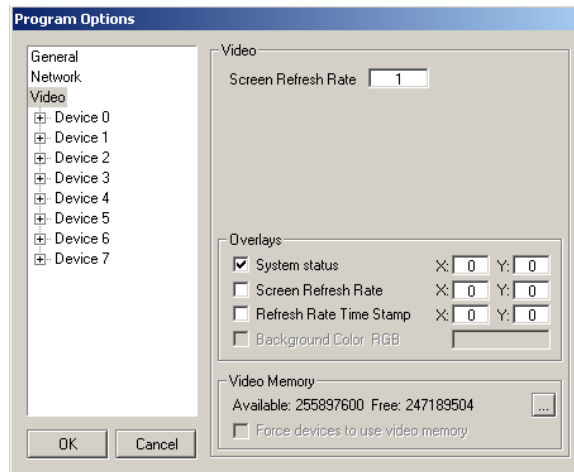 Program Options
General
Network
Video
Device 0
Device 1
Device 2
Device 3
Device 4
Device 5
Device 6
Device 7
OK Cancel
Video
Screen Refresh Rate 1
Overlays
System status X: 0 Y: 0
Screen Refresh Rate X: 0 Y: 0
Refresh Rate Time Stamp X: 0 Y: 0
Background Color RGB
Video Memory
Available: 255897600 Free: 247189504 ...
Force devices to use video memory